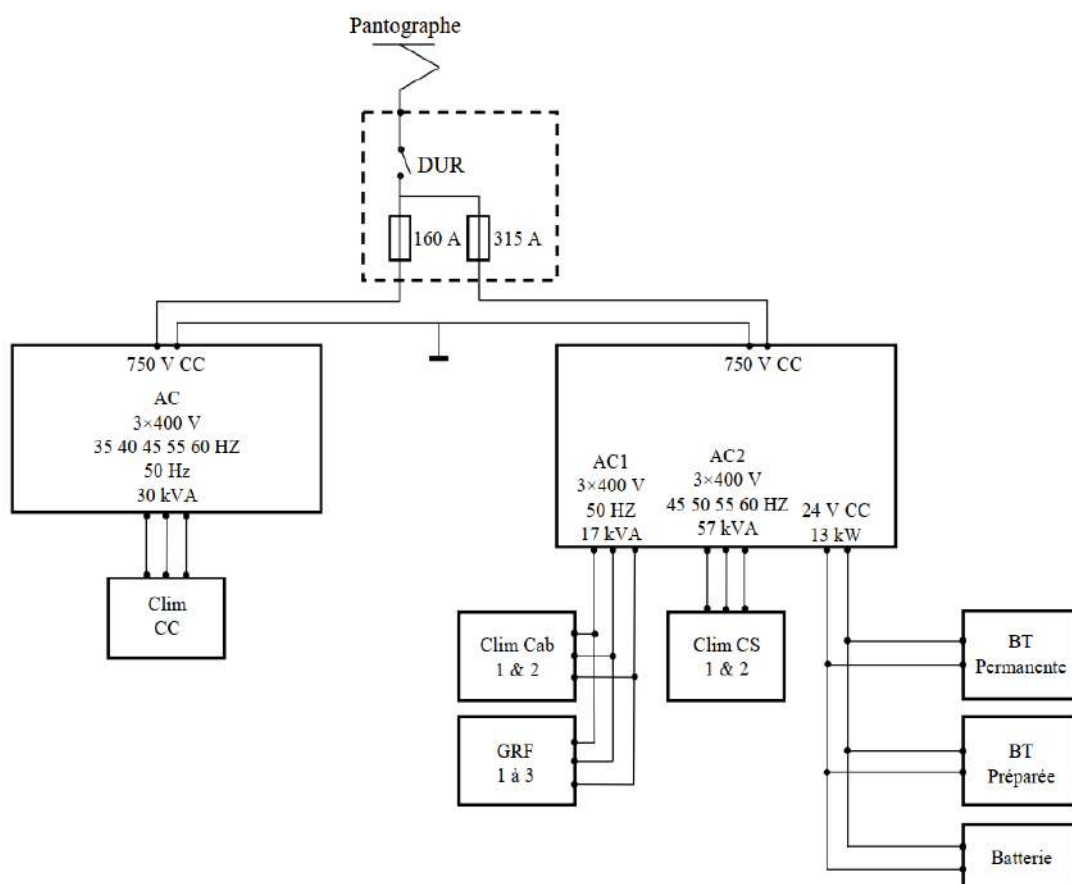 Pantographe
DUR
160 A
315 A
750 V CC
AC
3×400 V
35 40 45 55 60 HZ
50 Hz
30 kVA
Clim
CC
750 V CC
AC1
3×400 V
50 HZ
17 kVA
AC2
3×400 V
45 50 55 60 HZ
57 kVA
24 V CC
13 kW
Clim Cab
1 & 2
GRF
1 à 3
Clim CS
1 & 2
BT
Permanente
BT
Préparée
Batterie